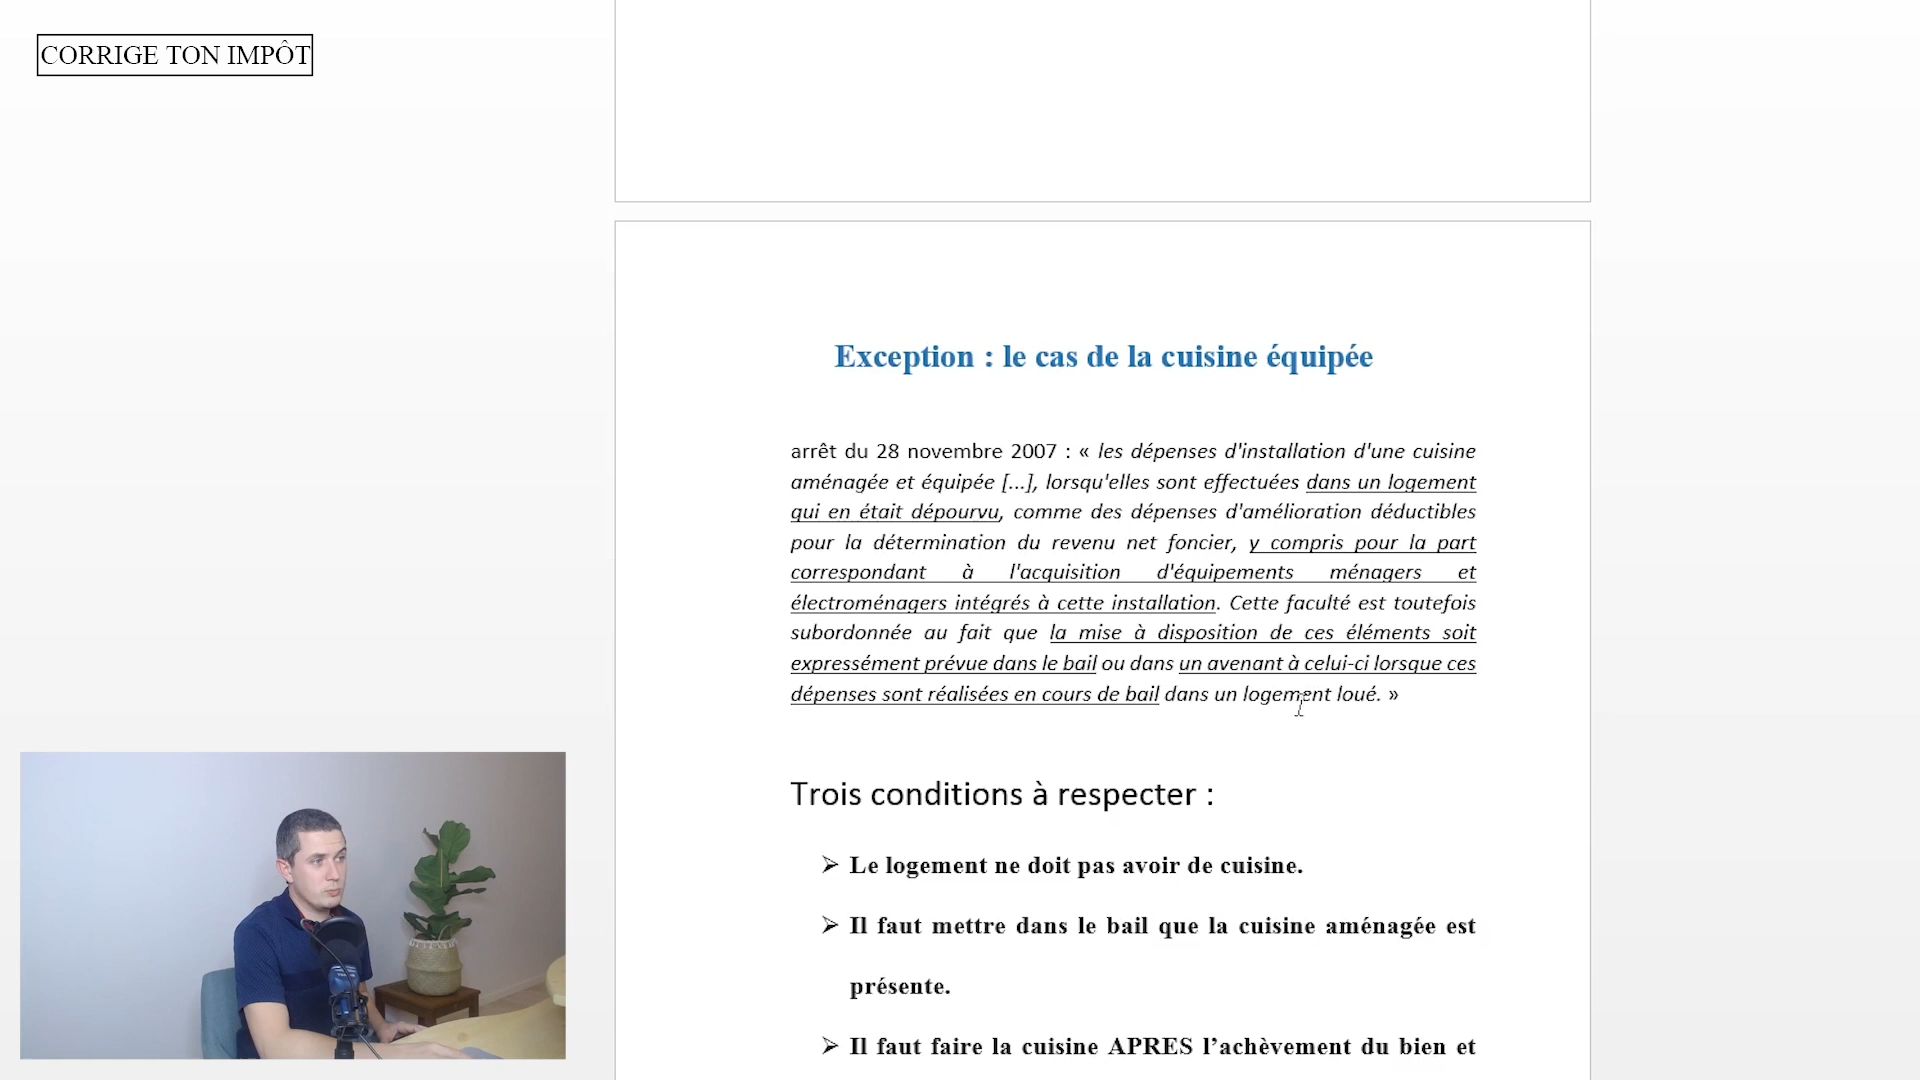 CORRIGE TON IMPÔT
Exception : le cas de la cuisine équipée
arrêt du 28 novembre 2007 : « les dépenses d'installation d'une cuisine
aménagée et équipée [...], lorsqu'elles sont effectuées dans un logement
qui en était dépourvu, comme des dépenses d'amélioration déductibles
pour la détermination du revenu net foncier, y compris pour la part
correspondant à l'acquisition d'équipements ménagers et
électroménagers intégrés à cette installation. Cette faculté est toutefois
subordonnée au fait que la mise à disposition de ces éléments soit
expressément prévue dans le bail ou dans un avenant à celui-ci lorsque ces
dépenses sont réalisées en cours de bail dans un logement loué. »
Trois conditions à respecter :
➢ Le logement ne doit pas avoir de cuisine.
➢ Il faut mettre dans le bail que la cuisine aménagée est
présente.
➢ Il faut faire la cuisine APRES l’achèvement du bien et